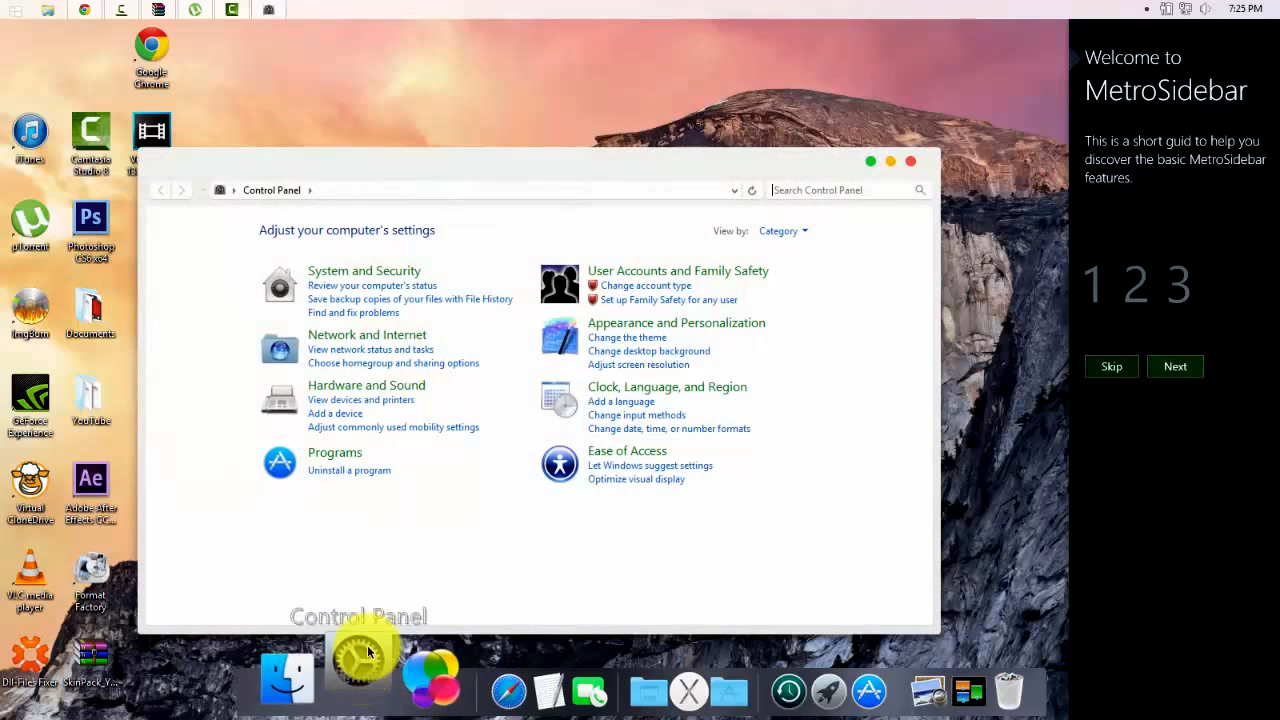 7:25 PM
Google
Chrome
iTunes
Camtasia
Studio 8
µTorrent
Photoshop
CS6 x64
ImgBurn
Documents
GeForce
Experience
YouTube
Virtual
CloneDrive
Adobe After
Effects CC...
VLC media
player
Format
Factory
Dll-Files Fixer
SkinPack_Y...
Control Panel
Search Control Panel
Adjust your computer's settings
View by: Category
System and Security
Review your computer's status
Save backup copies of your files with File History
Find and fix problems
Network and Internet
View network status and tasks
Choose homegroup and sharing options
Hardware and Sound
View devices and printers
Add a device
Adjust commonly used mobility settings
Programs
Uninstall a program
User Accounts and Family Safety
Change account type
Set up Family Safety for any user
Appearance and Personalization
Change the theme
Change desktop background
Adjust screen resolution
Clock, Language, and Region
Add a language
Change input methods
Change date, time, or number formats
Ease of Access
Let Windows suggest settings
Optimize visual display
Control Panel
Welcome to
MetroSidebar
This is a short guid to help you
discover the basic MetroSidebar
features.
1 2 3
Skip
Next